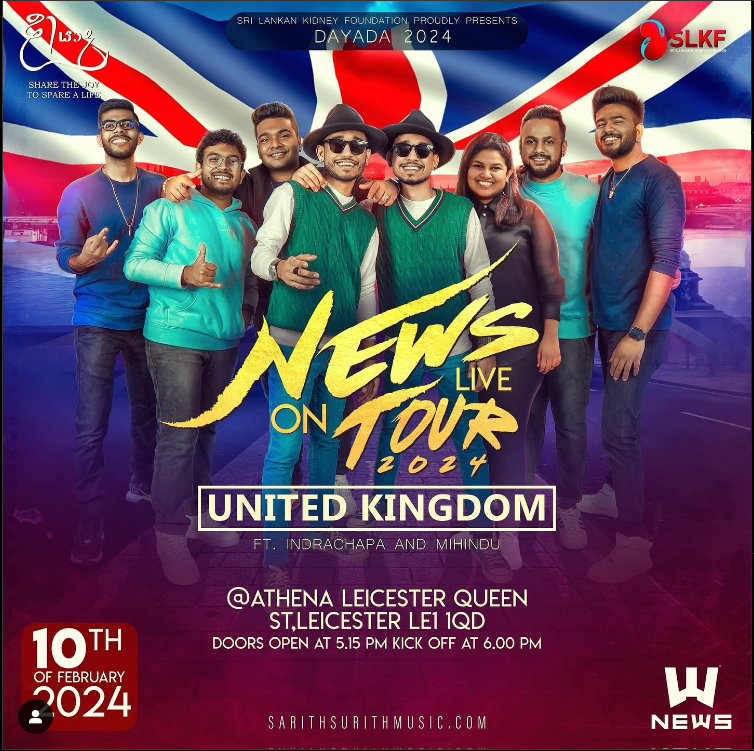 SRI LANKAN KIDNEY FOUNDATION PROUDLY PRESENTS
DAYADA 2024
SHARE THE JOY
TO SPARE A LIFE
SLKF
NEWS
LIVE
ON TOUR
2024
UNITED KINGDOM
FT. INDRACHAPA AND MIHINDU
@ATHENA LEICESTER QUEEN
ST,LEICESTER LE1 1QD
DOORS OPEN AT 5.15 PM KICK OFF AT 6.00 PM
10TH
OF FEBRUARY
2024
SARITHSURITHMUSIC.COM
NEWS